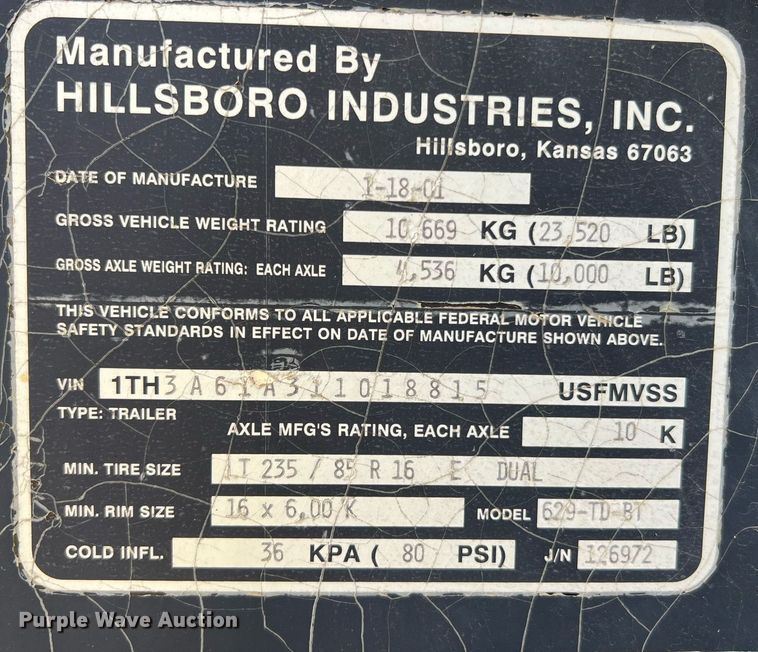 Manufactured By
HILLSBORO INDUSTRIES, INC.
Hillsboro, Kansas 67063
DATE OF MANUFACTURE 1-18-01
GROSS VEHICLE WEIGHT RATING 10,669 KG (23,520 LB)
GROSS AXLE WEIGHT RATING: EACH AXLE 4,536 KG (10,000 LB)
THIS VEHICLE CONFORMS TO ALL APPLICABLE FEDERAL MOTOR VEHICLE
SAFETY STANDARDS IN EFFECT ON DATE OF MANUFACTURE SHOWN ABOVE.
VIN 1TH3A61A311018815 USFMVSS
TYPE: TRAILER
AXLE MFG'S RATING, EACH AXLE 10 K
MIN. TIRE SIZE LT 235 / 85 R 16 E DUAL
MIN. RIM SIZE 16 x 6.00 K MODEL 629-TD-BT
COLD INFL. 36 KPA ( 80 PSI) J/N 126972
Purple Wave Auction